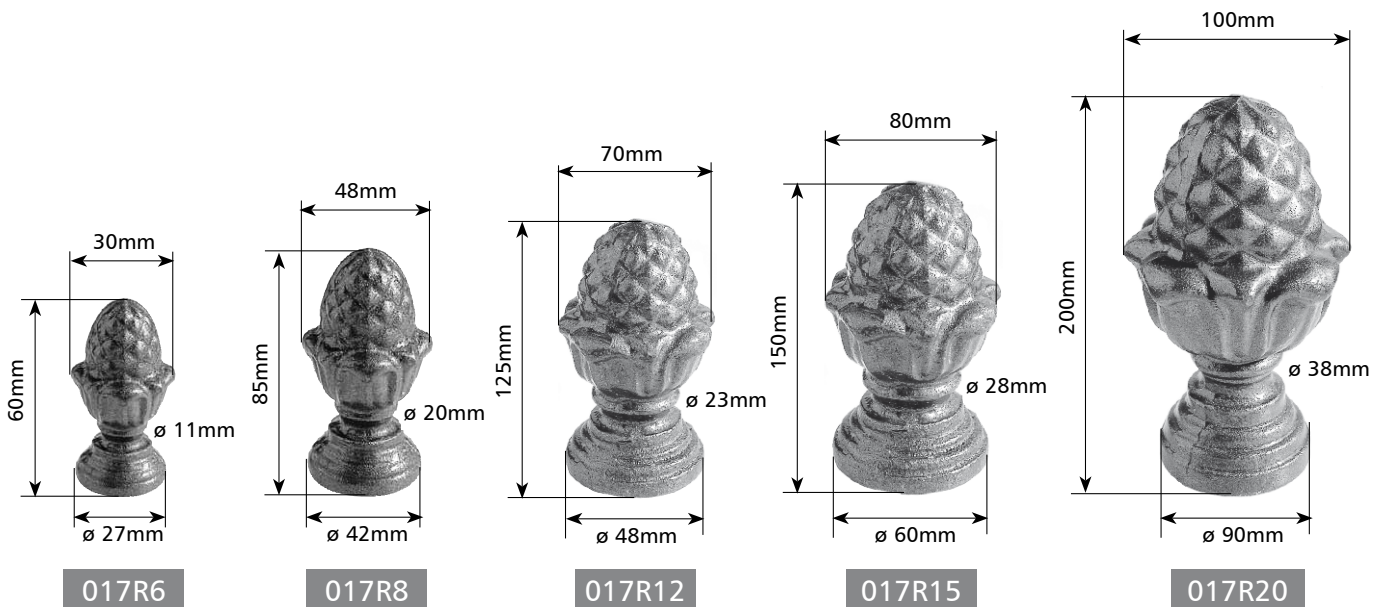 30mm
60mm
ø 11mm
ø 27mm
017R6
48mm
85mm
ø 20mm
ø 42mm
017R8
70mm
125mm
ø 23mm
ø 48mm
017R12
80mm
150mm
ø 28mm
ø 60mm
017R15
100mm
200mm
ø 38mm
ø 90mm
017R20